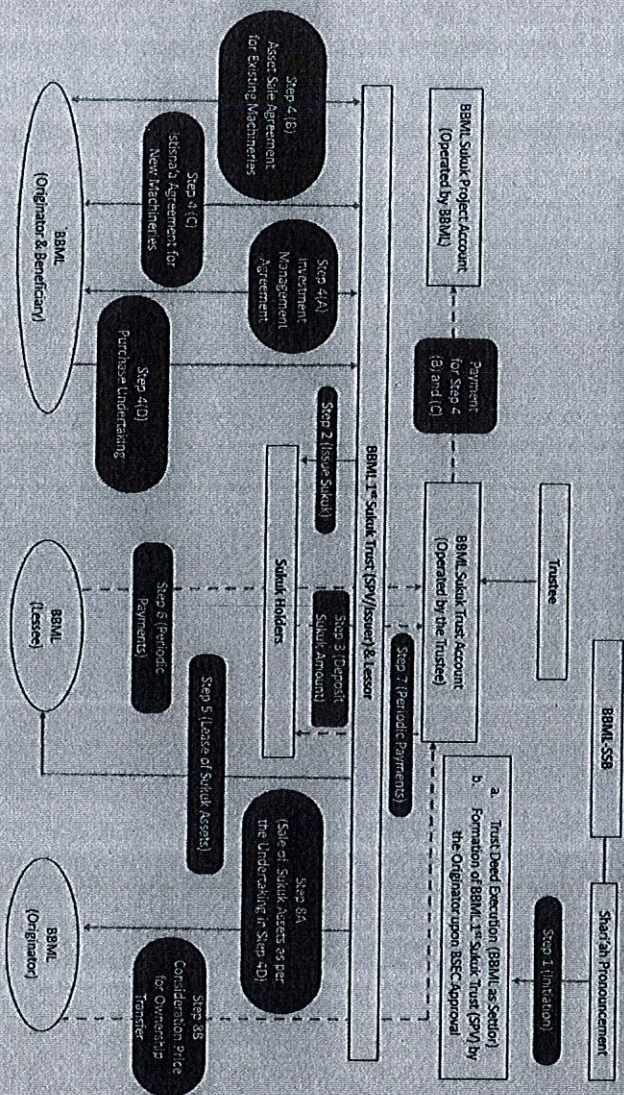 BBML-SSB
Shari'ah Pronouncement
Step 1 (Initiation)
Trustee
a. Trust Deed Execution (BBML as Settlor)
b. Formation of BBML 1st Sukuk Trust (SPV) by
the Originator upon BSEC Approval
BBML Sukuk Project Account
(Operated by BBML)
Payment
for Step 4
(B) and (C)
BBML Sukuk Trust Account
(Operated by the Trustee)
Step 7 (Periodic Payments)
BBML 1st Sukuk Trust (SPV/Issuer) & Lessor
Step 2 (Issue Sukuk)
Step 3 (Deposit
Sukuk Amount)
Sukuk Holders
Step 4 (B)
Asset Sale Agreement
for Existing Machineries
Step 4 (C)
Istisna'a Agreement for
New Machineries
Step 4(A)
Investment
Management
Agreement
Step 4(D)
Purchase Undertaking
Step 6 (Periodic
Payments)
Step 5 (Lease of Sukuk Assets)
Step 8A
(Sale of Sukuk Assets as per
the Undertaking in Step 4D)
Step 8B
Consideration Price
for Ownership
Transfer
BBML
(Originator & Beneficiary)
BBML
(Lessee)
BBML
(Originator)